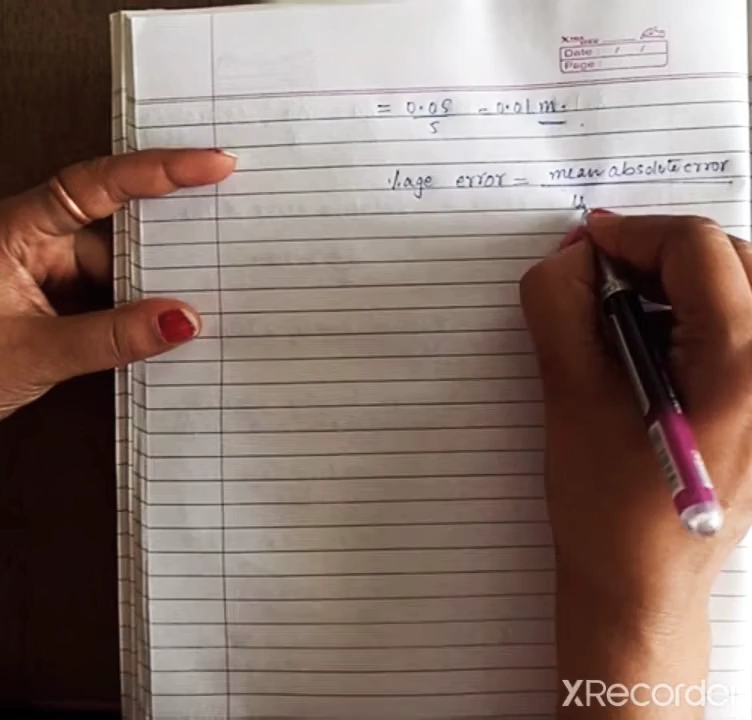 Date : / /
Page :
= 0.05/5 = 0.01 m.
%age error = mean absolute error
XRecorder